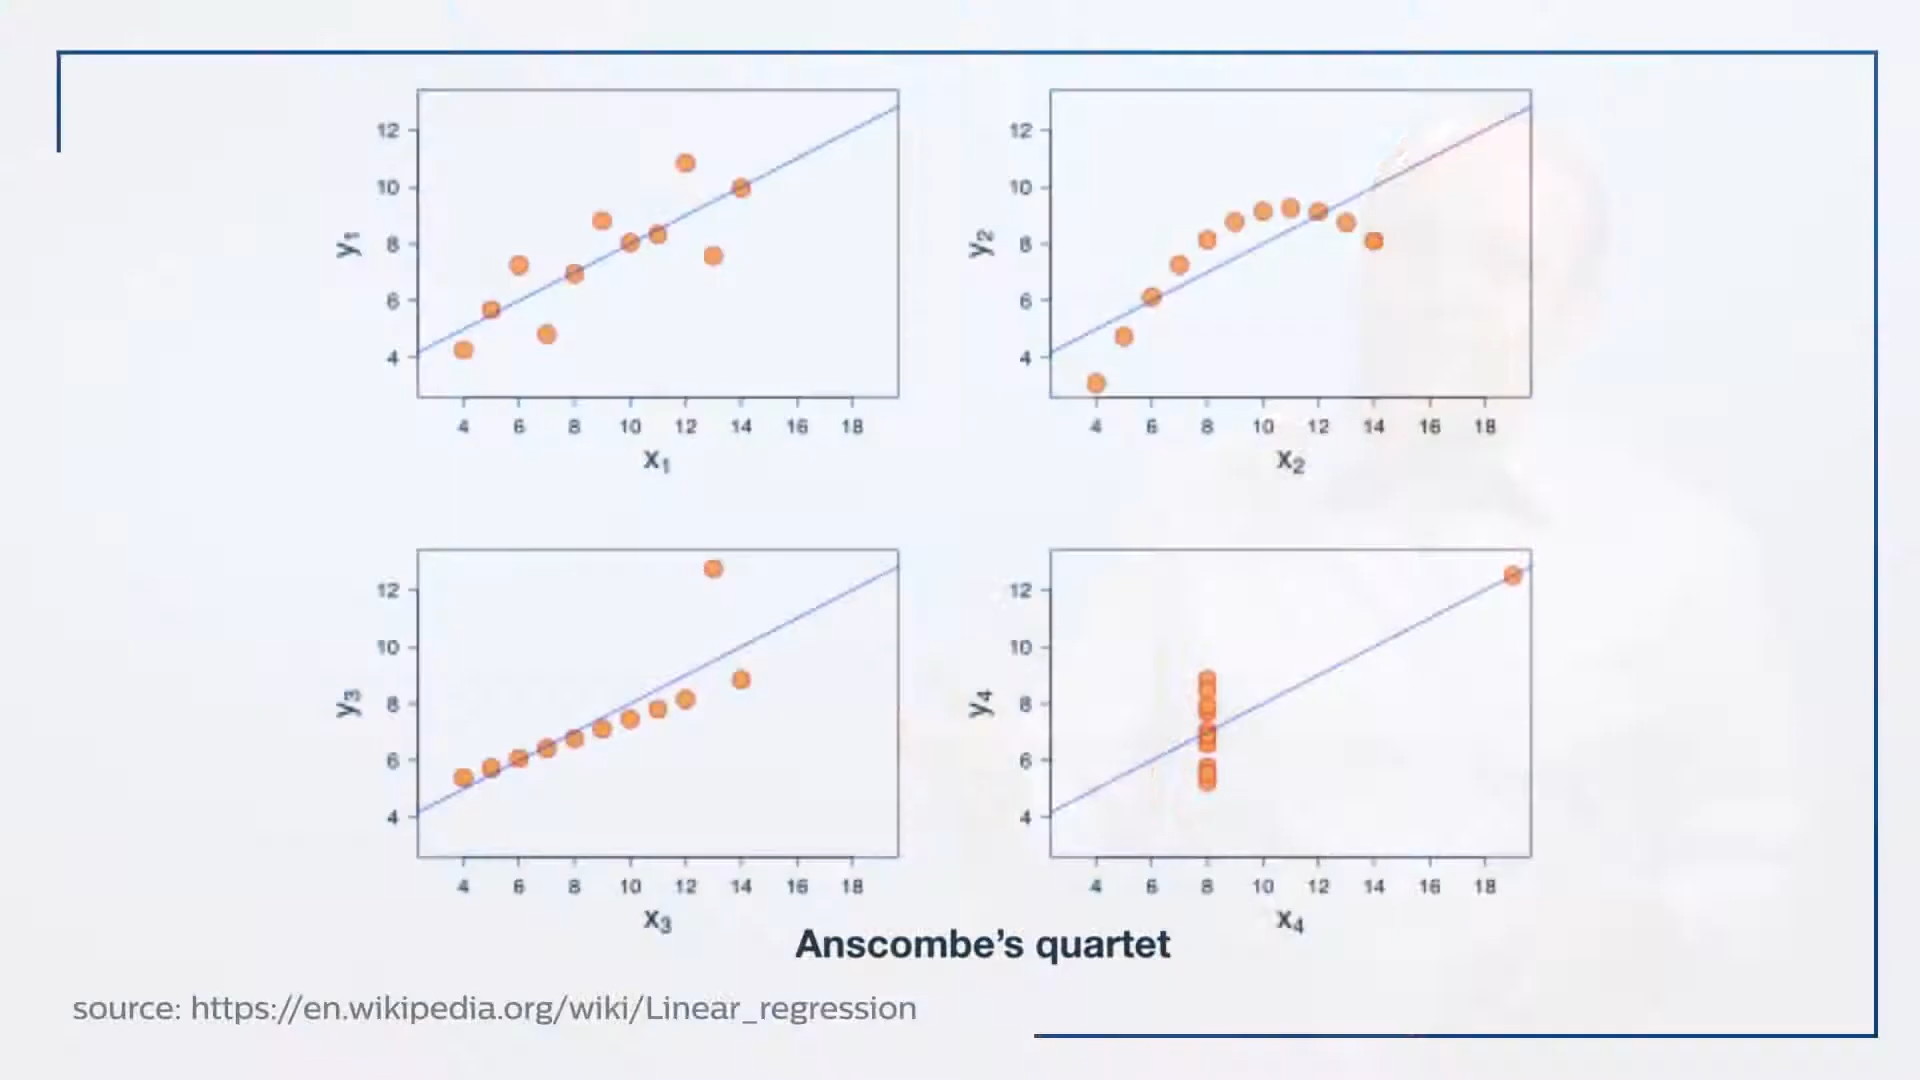 12
10
8
6
4
y1
4 6 8 10 12 14 16 18
x1
12
10
8
6
4
y2
4 6 8 10 12 14 16 18
x2
12
10
8
6
4
y3
4 6 8 10 12 14 16 18
x3
12
10
8
6
4
y4
4 6 8 10 12 14 16 18
x4
Anscombe’s quartet
source: https://en.wikipedia.org/wiki/Linear_regression